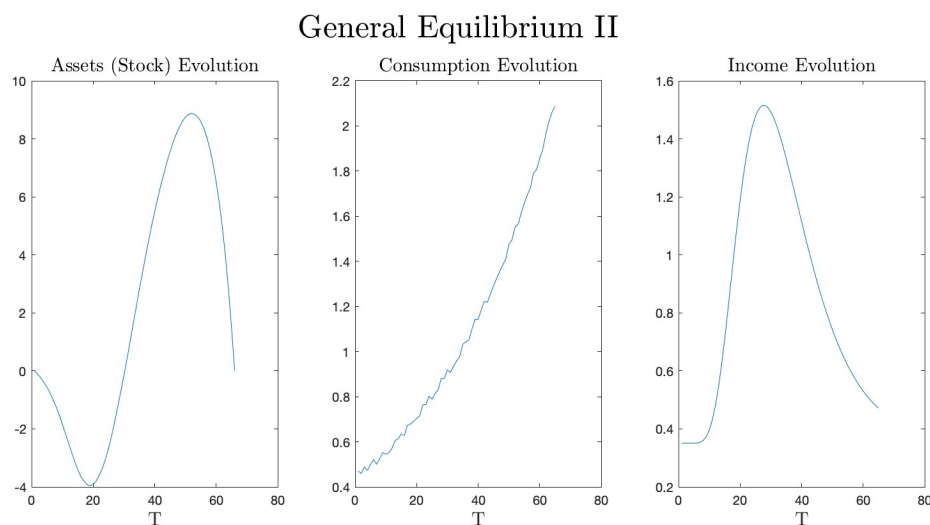 General Equilibrium II
Assets (Stock) Evolution
10
8
6
4
2
0
-2
-4
0 20 40 60 80
T
Consumption Evolution
2.2
2
1.8
1.6
1.4
1.2
1
0.8
0.6
0.4
0 20 40 60 80
T
Income Evolution
1.6
1.4
1.2
1
0.8
0.6
0.4
0.2
0 20 40 60 80
T